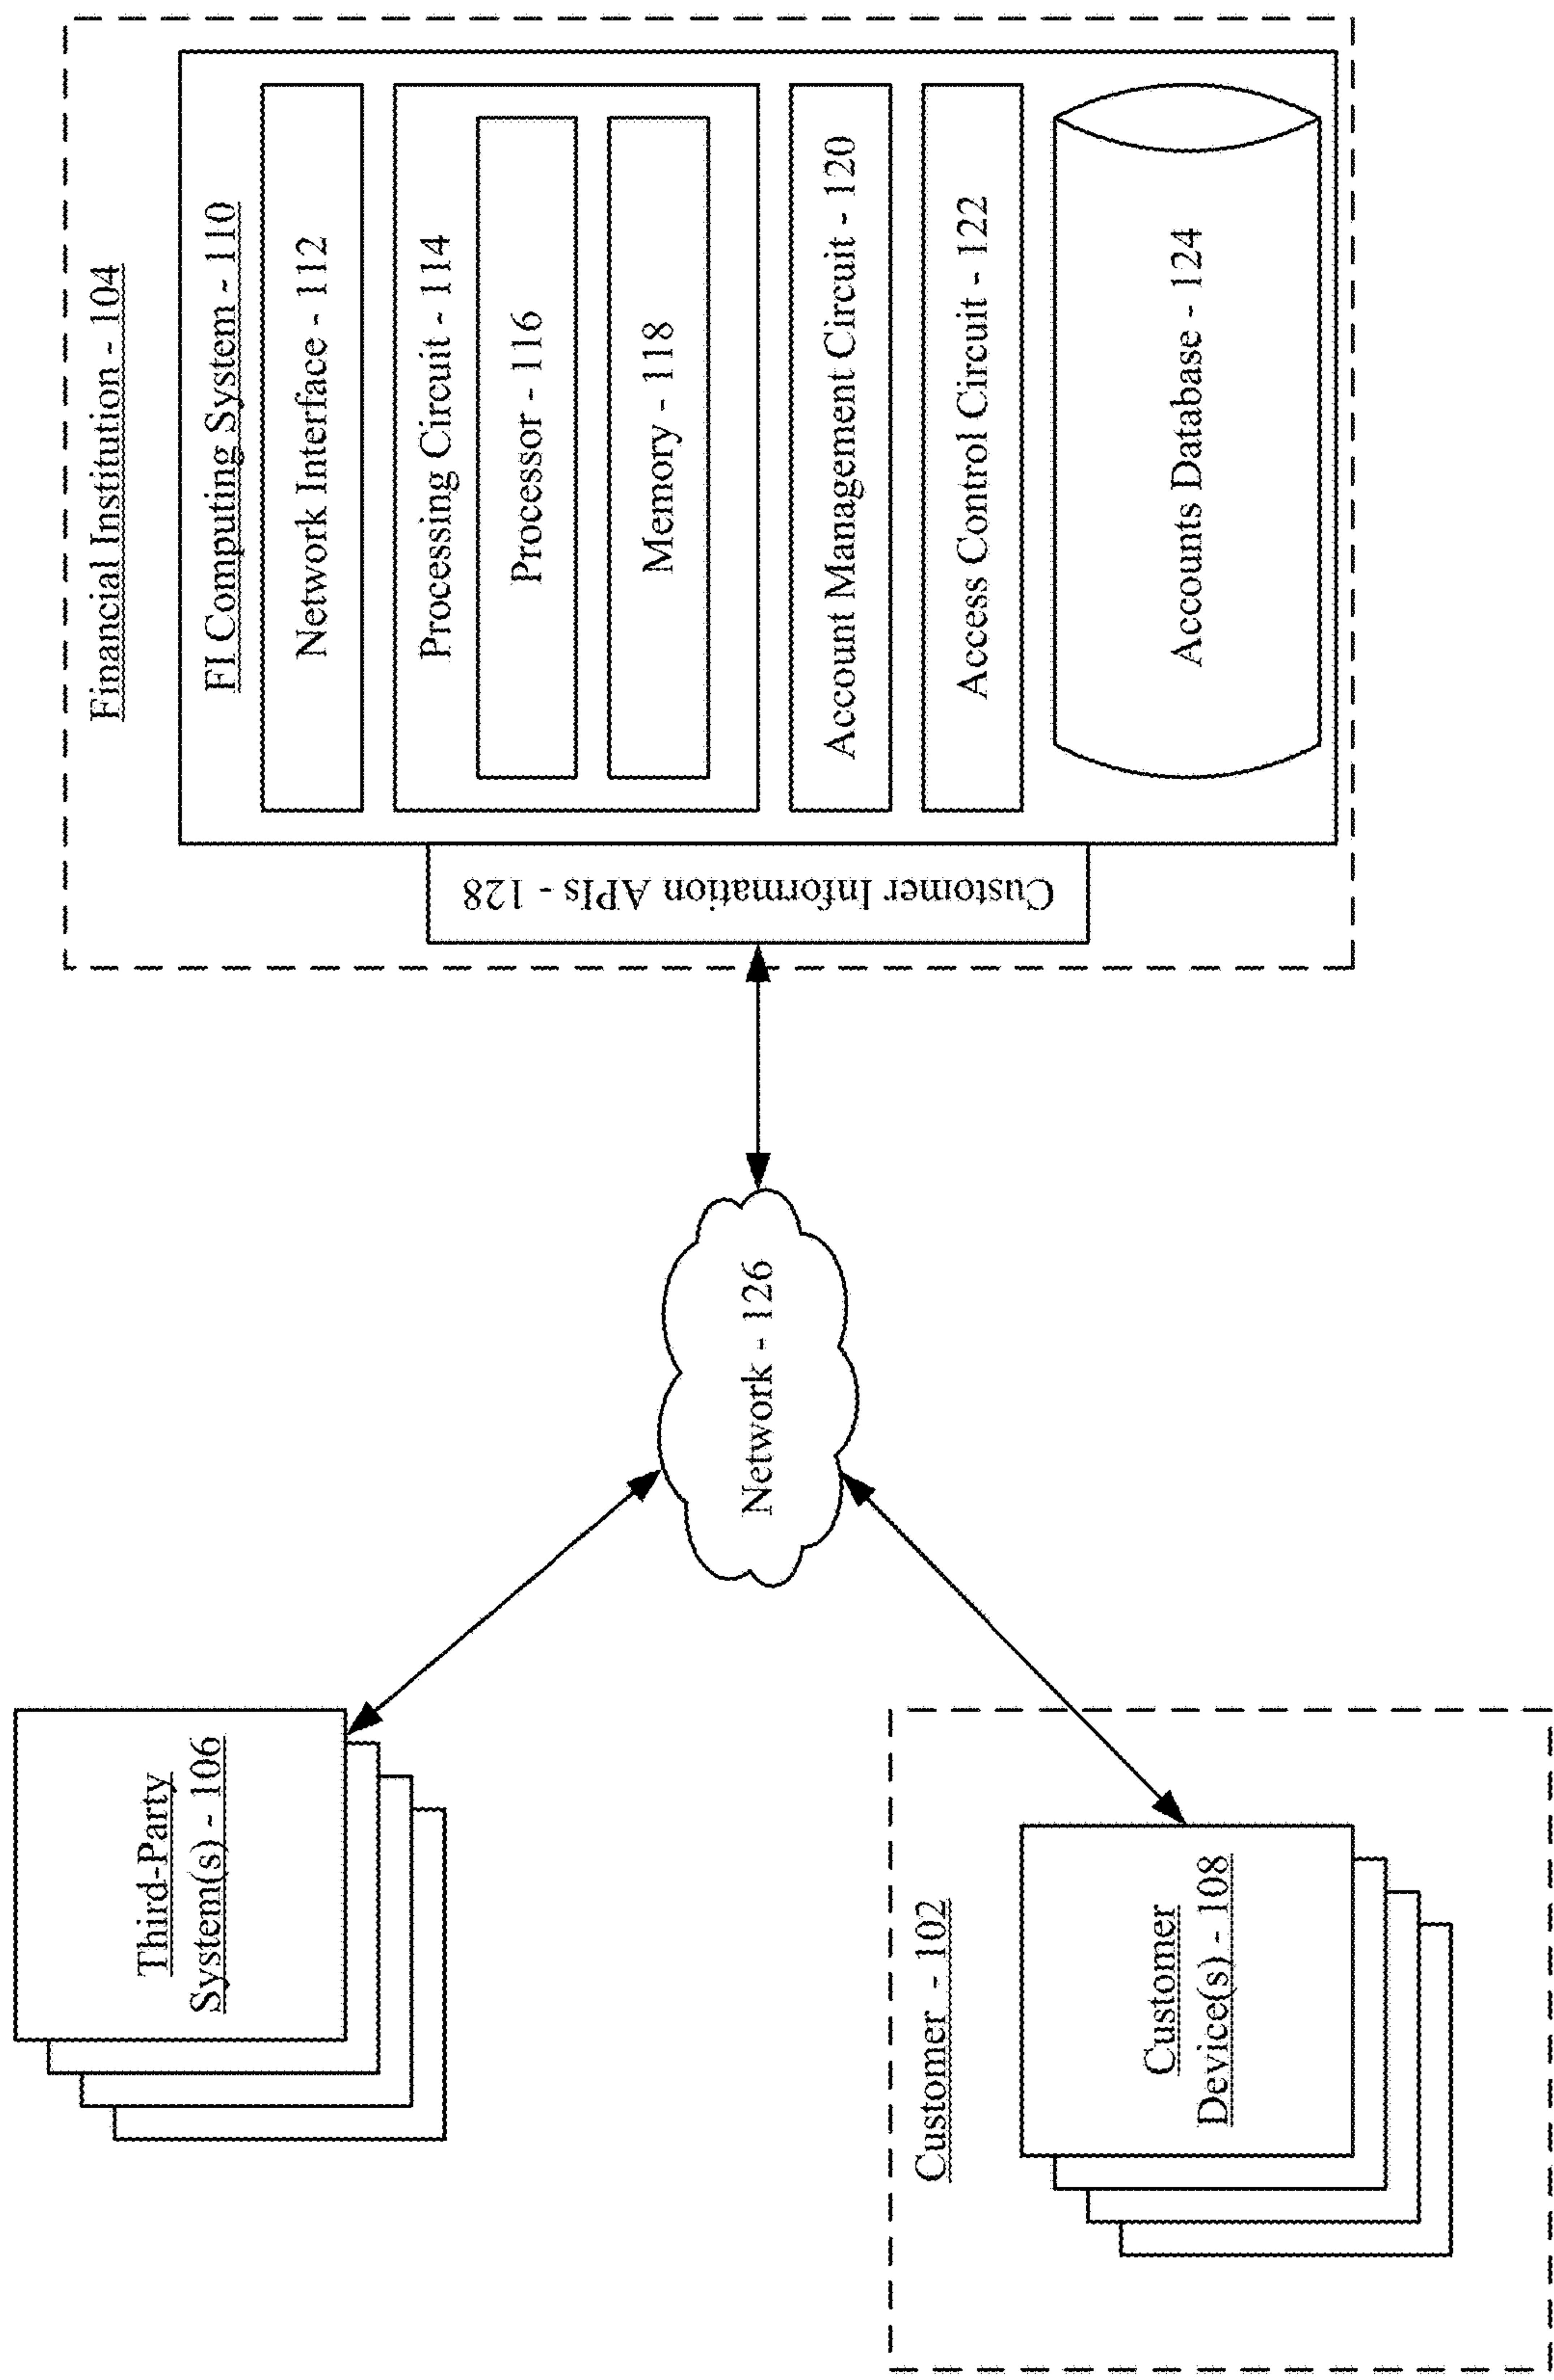 Third-Party
System(s) - 106
Customer - 102
Customer
Device(s) - 108
Network - 126
Financial Institution - 104
FI Computing System - 110
Network Interface - 112
Processing Circuit - 114
Processor - 116
Memory - 118
Account Management Circuit - 120
Access Control Circuit - 122
Accounts Database - 124
Customer Information APIs - 128